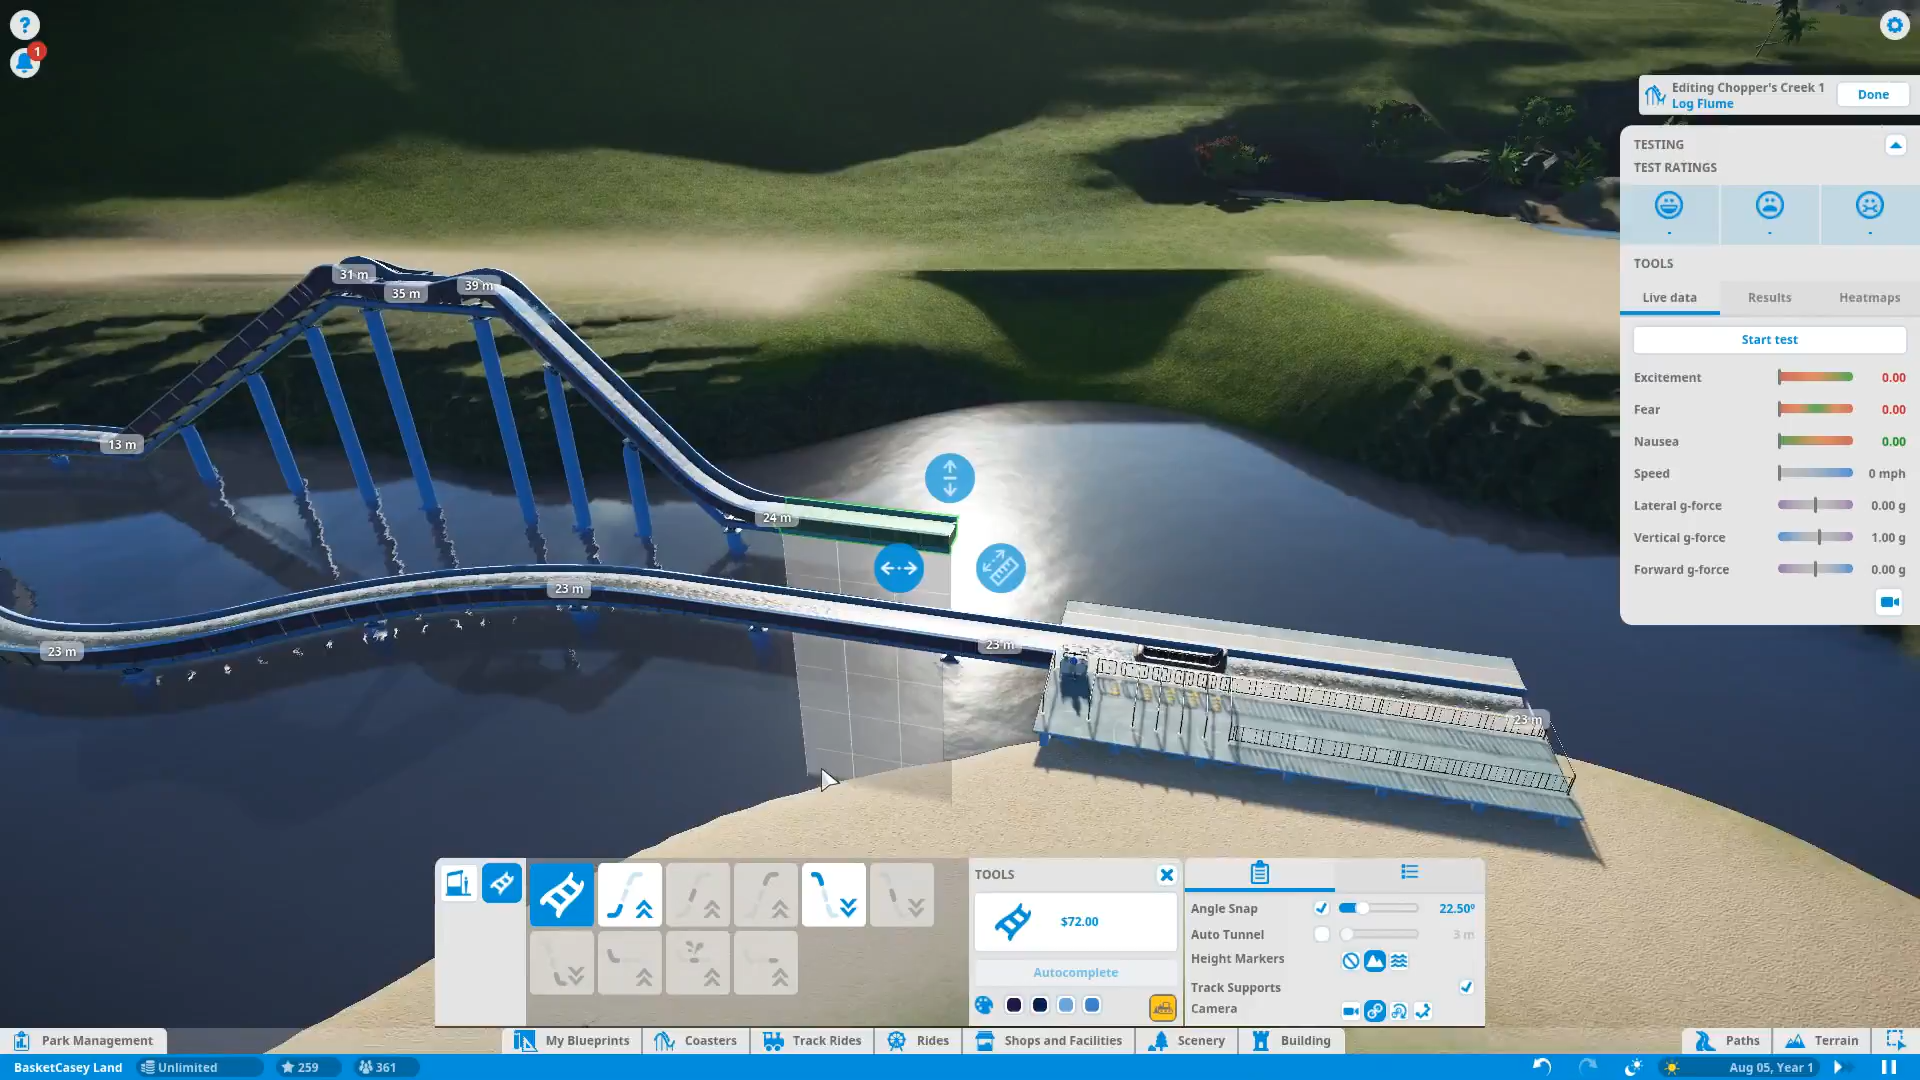 ?
1
Editing Chopper's Creek 1
Log Flume
Done
TESTING
TEST RATINGS
-
-
-
TOOLS
Live data
Results
Heatmaps
Start test
Excitement
0.00
Fear
0.00
Nausea
0.00
Speed
0 mph
Lateral g-force
0.00 g
Vertical g-force
1.00 g
Forward g-force
0.00 g
31 m
35 m
39 m
13 m
24 m
23 m
23 m
23 m
23 m
TOOLS
$72.00
Autocomplete
Angle Snap
22.50º
Auto Tunnel
3 m
Height Markers
Track Supports
Camera
Park Management
My Blueprints
Coasters
Track Rides
Rides
Shops and Facilities
Scenery
Building
Paths
Terrain
BasketCasey Land
Unlimited
259
361
Aug 05, Year 1